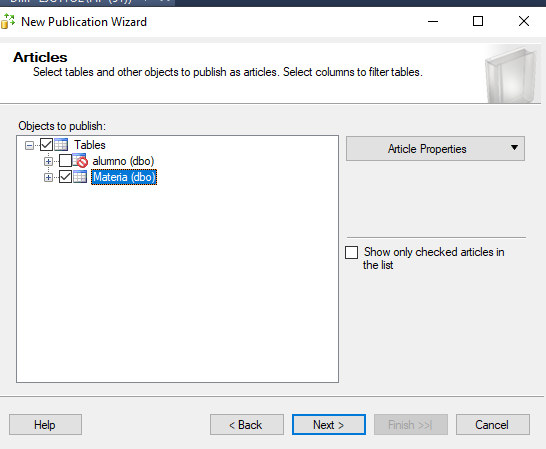 New Publication Wizard
Articles
Select tables and other objects to publish as articles. Select columns to filter tables.
Objects to publish:
Tables
alumno (dbo)
Materia (dbo)
Article Properties
Show only checked articles in
the list
Help
< Back
Next >
Finish >>|
Cancel